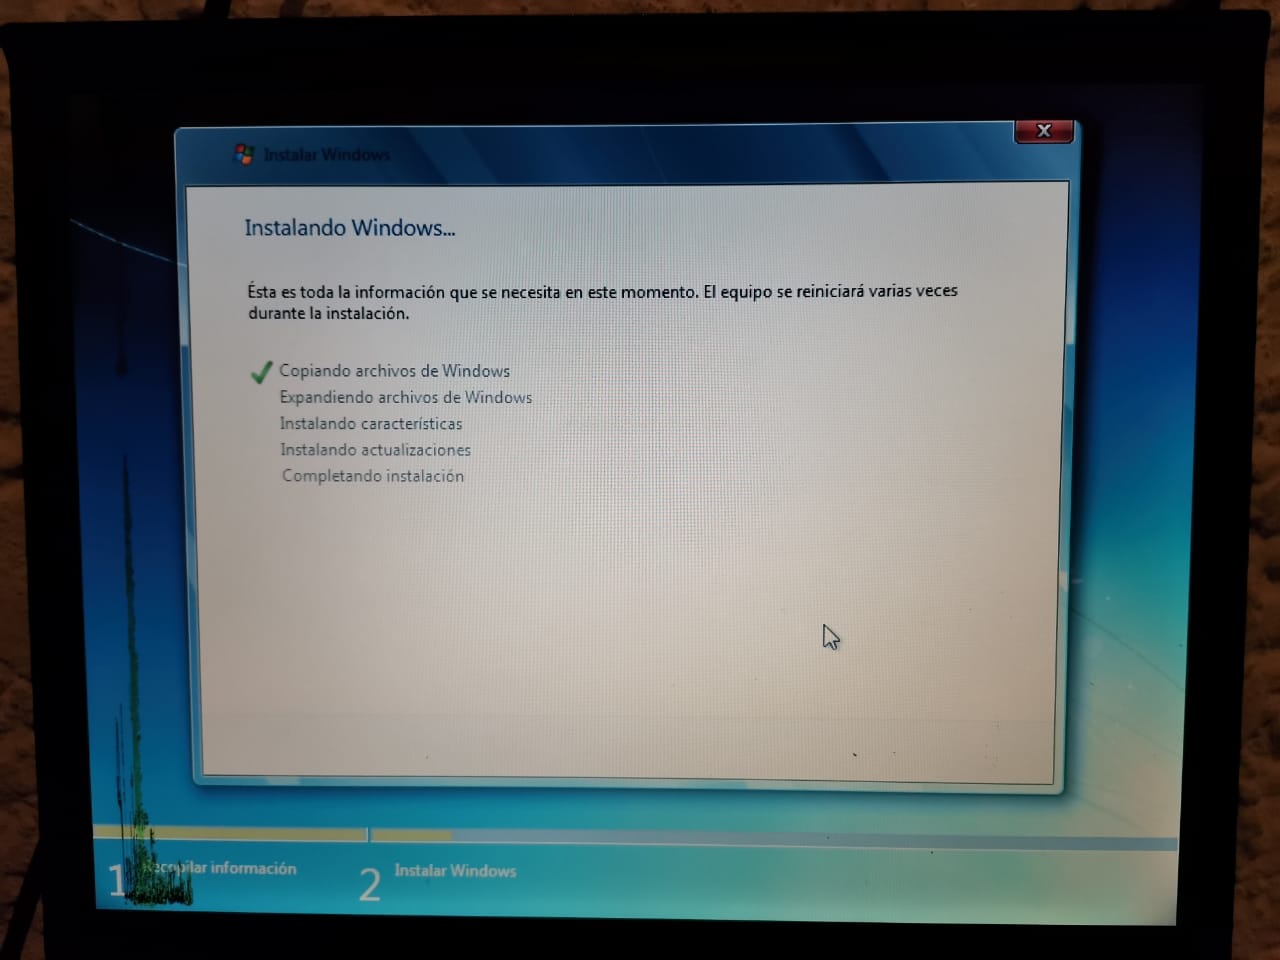 Instalar Windows
Instalando Windows...
Ésta es toda la información que se necesita en este momento. El equipo se reiniciará varias veces
durante la instalación.
Copiando archivos de Windows
Expandiendo archivos de Windows
Instalando características
Instalando actualizaciones
Completando instalación
1 Recopilar información
2 Instalar Windows